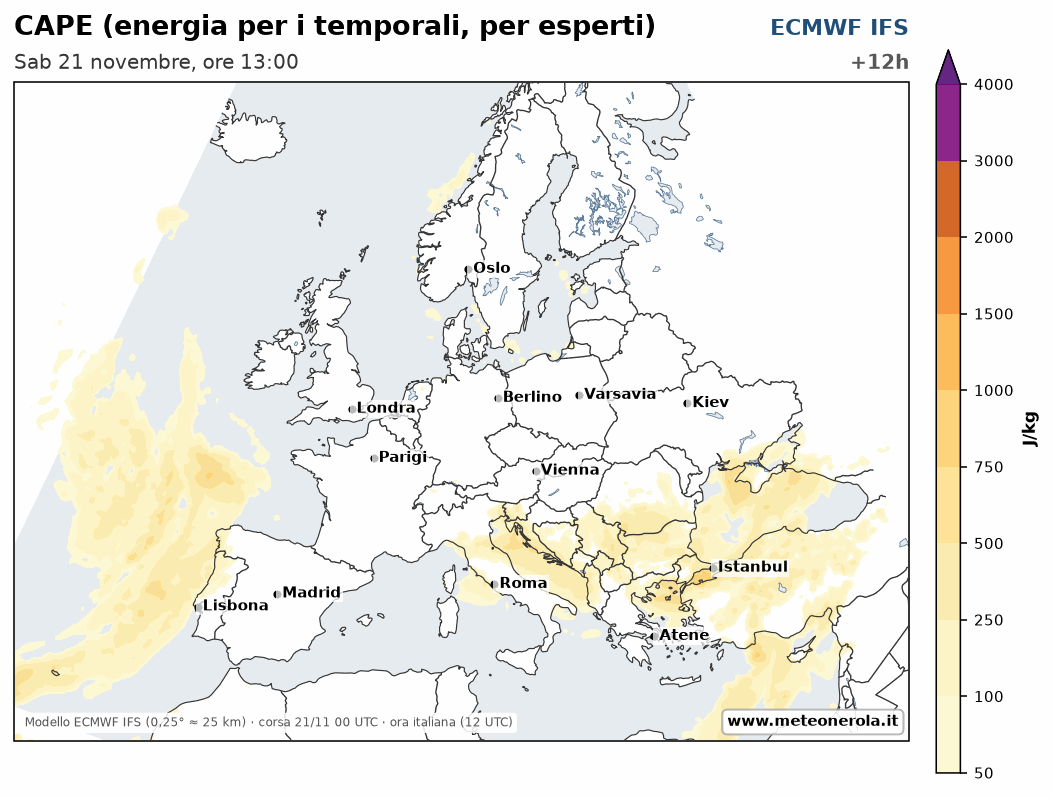 CAPE (energia per i temporali, per esperti)
ECMWF IFS
Sab 21 novembre, ore 13:00
+12h
4000
3000
2000
1500
1000
750
500
250
100
50
J/kg
Oslo
Londra
Berlino
Varsavia
Kiev
Parigi
Vienna
Istanbul
Roma
Madrid
Lisbona
Atene
Modello ECMWF IFS (0,25° ≈ 25 km) · corsa 21/11 00 UTC · ora italiana (12 UTC)
www.meteonerola.it